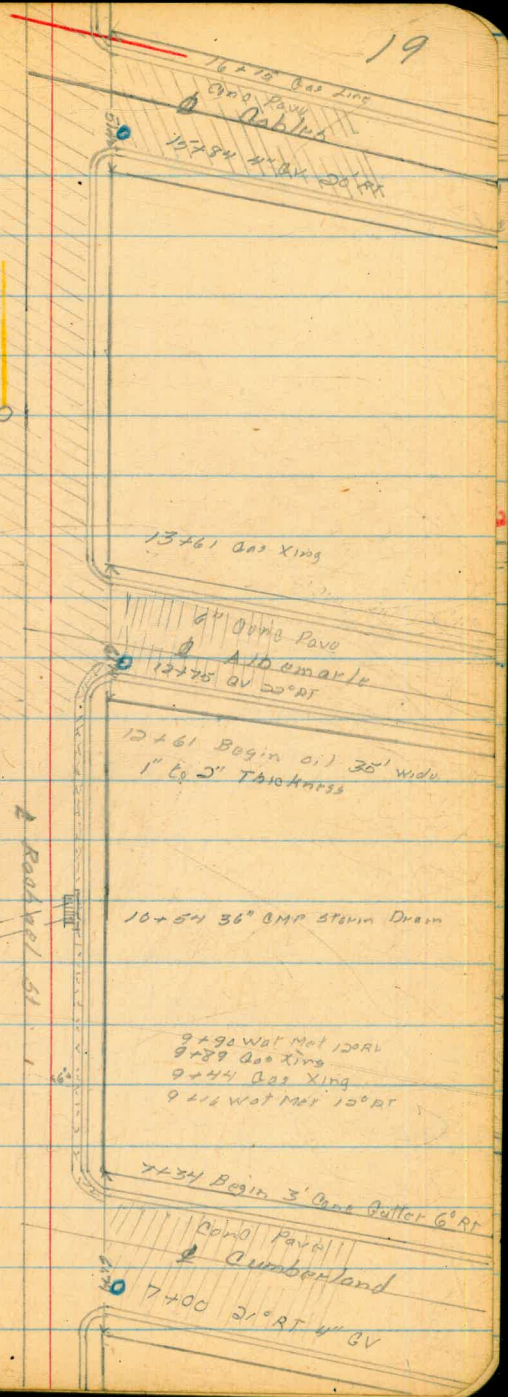 19
16+75 Gas Line
Conc Pave
15+84 4" GV 20' RT
13+61 Gas Xing
6" Conc Pave
Albemarle
12+75 GV 22° RT
12+61 Begin oil 35' wide
1" to 2" Thickness
10+54 36" CMP Storm Drain
9+90 Wat Met 12° Rt
9+89 Gas Xing
9+44 Gas Xing
9+16 Wat Met 12° RT
6"
7+34 Begin 3' Conc Gutter 6° Rt
Conc Pave
Cumberland
7+00 21° RT 4" GV
St.